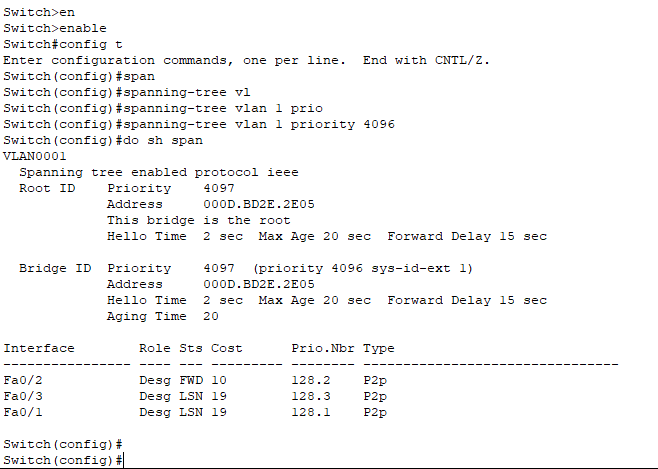 Switch>en
Switch>enable
Switch#config t
Enter configuration commands, one per line.  End with CNTL/Z.
Switch(config)#span
Switch(config)#spanning-tree vl
Switch(config)#spanning-tree vlan 1 prio
Switch(config)#spanning-tree vlan 1 priority 4096
Switch(config)#do sh span
VLAN0001
  Spanning tree enabled protocol ieee
  Root ID    Priority    4097
             Address     000D.BD2E.2E05
             This bridge is the root
             Hello Time  2 sec  Max Age 20 sec  Forward Delay 15 sec

  Bridge ID  Priority    4097  (priority 4096 sys-id-ext 1)
             Address     000D.BD2E.2E05
             Hello Time  2 sec  Max Age 20 sec  Forward Delay 15 sec
             Aging Time  20

Interface        Role Sts Cost      Prio.Nbr Type
---------------- ---- --- --------- -------- --------------------------------
Fa0/2            Desg FWD 10        128.2    P2p
Fa0/3            Desg LSN 19        128.3    P2p
Fa0/1            Desg LSN 19        128.1    P2p

Switch(config)#
Switch(config)#